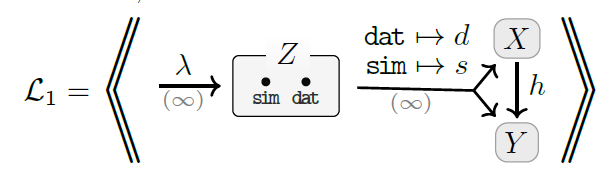 dat ↦ d
sim ↦ s
X
Z
λ
h
ℒ₁ =
sim dat
(∞)
(∞)
Y